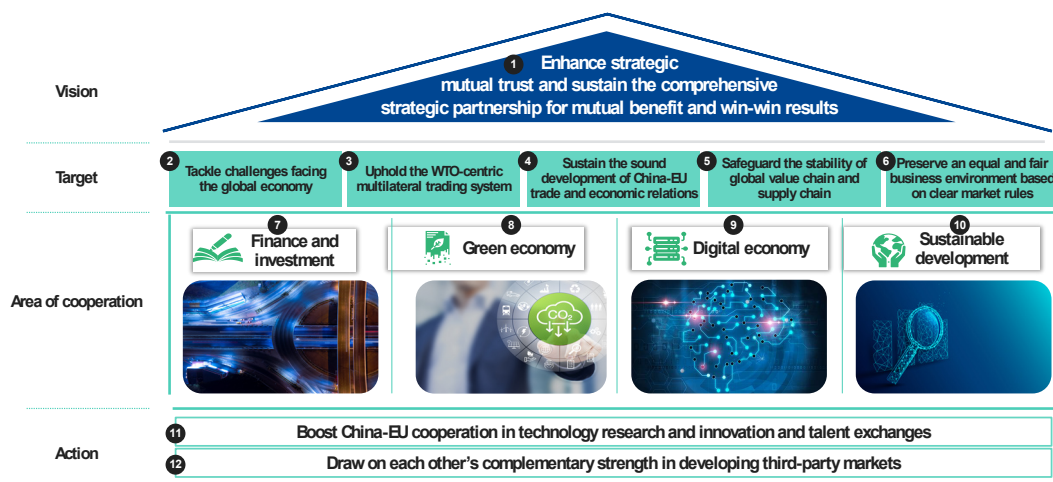 1 Enhance strategic
mutual trust and sustain the comprehensive
strategic partnership for mutual benefit and win-win results
Vision
Target
2 Tackle challenges facing
the global economy
3 Uphold the WTO-centric
multilateral trading system
4 Sustain the sound
development of China-EU
trade and economic relations
5 Safeguard the stability of
global value chain and
supply chain
6 Preserve an equal and fair
business environment based
on clear market rules
Area of cooperation
7
Finance and
investment
8
Green economy
9
Digital economy
10
Sustainable
development
CO2
Action
11 Boost China-EU cooperation in technology research and innovation and talent exchanges
12 Draw on each other’s complementary strength in developing third-party markets